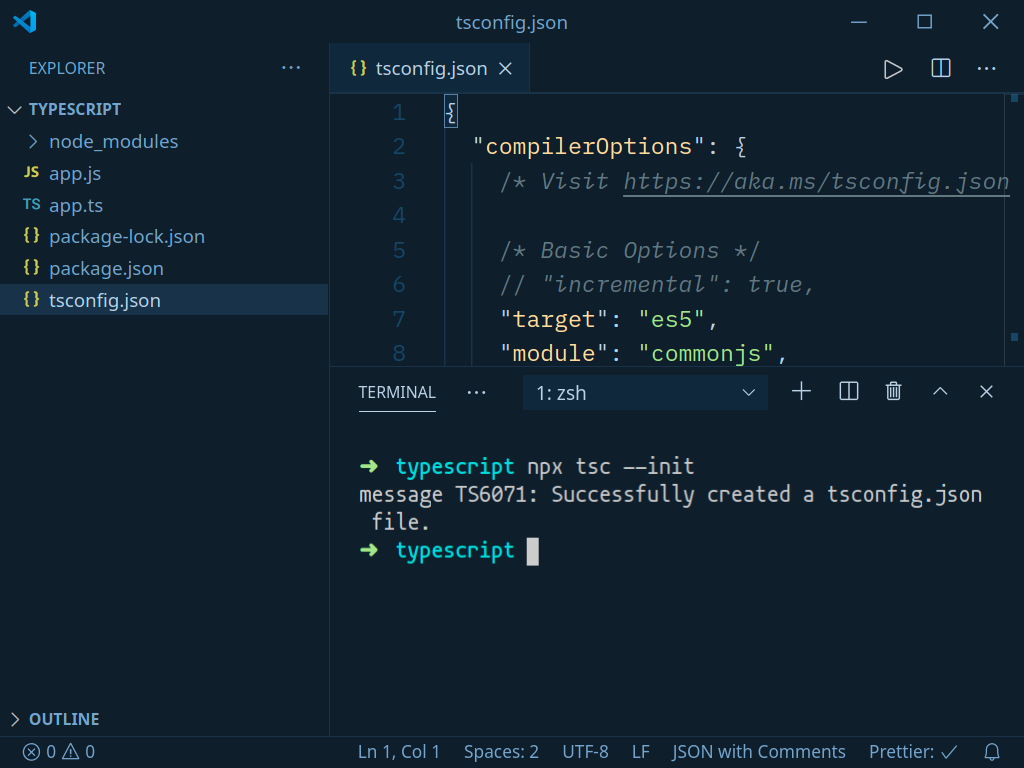 tsconfig.json
EXPLORER
TYPESCRIPT
node_modules
JS app.js
TS app.ts
{} package-lock.json
{} package.json
{} tsconfig.json
OUTLINE
{} tsconfig.json
1 {
2 "compilerOptions": {
3 /* Visit https://aka.ms/tsconfig.json
4
5 /* Basic Options */
6 // "incremental": true,
7 "target": "es5",
8 "module": "commonjs",
TERMINAL ··· 1: zsh
➜ typescript npx tsc --init
message TS6071: Successfully created a tsconfig.json
file.
➜ typescript
0 0 Ln 1, Col 1 Spaces: 2 UTF-8 LF JSON with Comments Prettier: ✓